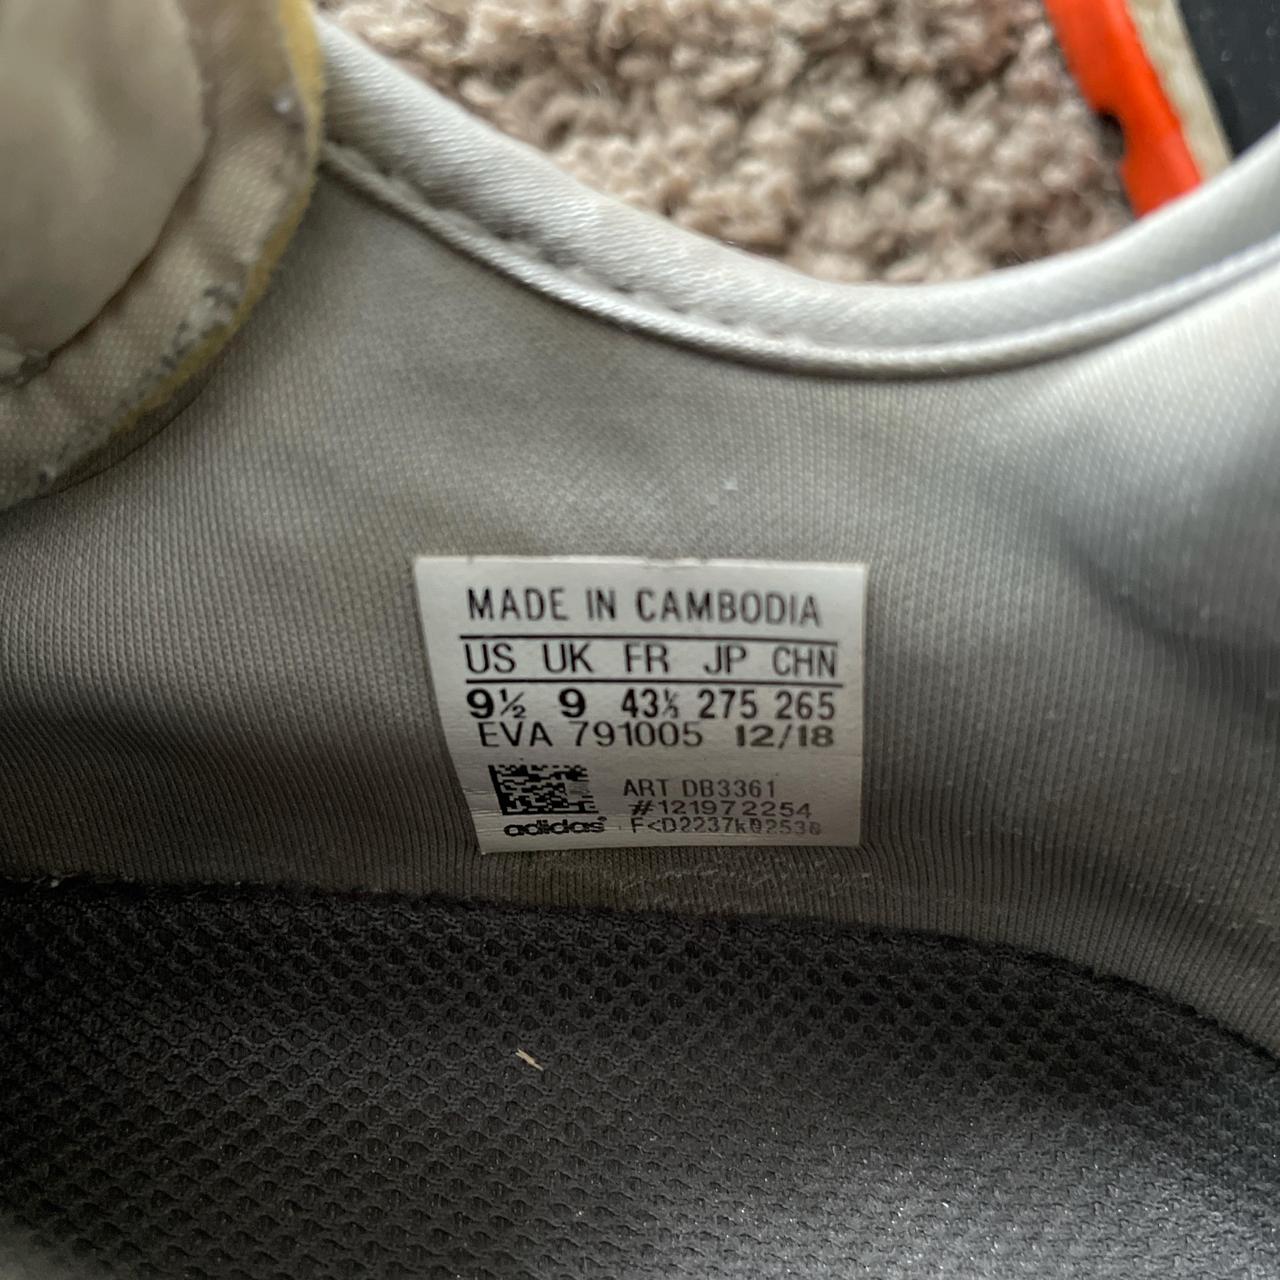 MADE IN CAMBODIA
US UK FR JP CHN
9½ 9 43⅓ 275 265
EVA 791005 12/18
ART DB3361
#121972254
adidas® F<D2237k02538